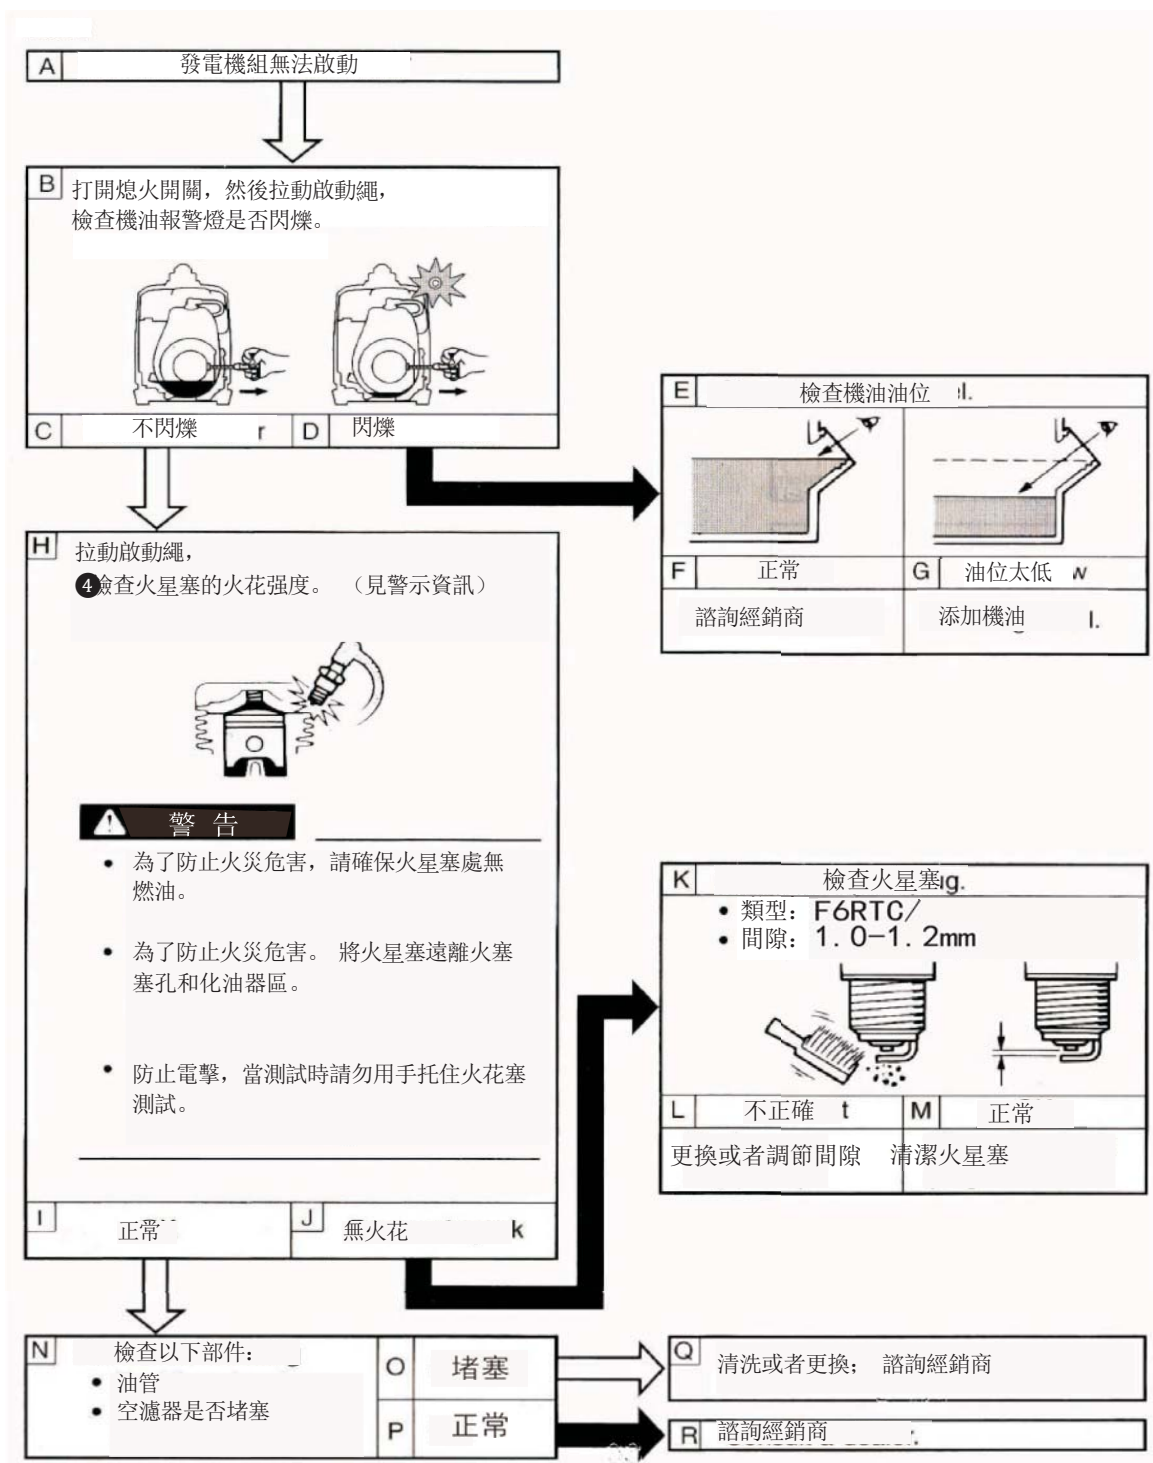 A 發電機組無法啟動
B 打開熄火開關，然後拉動啟動繩，
檢查機油報警燈是否閃爍。
C 不閃爍 r D 閃爍
E 檢查機油油位 l.
F 正常 G 油位太低 w
諮詢經銷商 添加機油 l.
H 拉動啟動繩，
4檢查火星塞的火花强度。 （見警示資訊）
警 告
• 為了防止火災危害，請確保火星塞處無
燃油。
• 為了防止火災危害。 將火星塞遠離火塞
塞孔和化油器區。
• 防止電擊，當測試時請勿用手托住火花塞
測試。
I 正常 J 無火花 k
K 檢查火星塞ug.
• 類型： F6RTC/
• 間隙： 1.0-1.2mm
L 不正確 t M 正常
更換或者調節間隙 清潔火星塞
N 檢查以下部件：
• 油管
• 空濾器是否堵塞
O 堵塞
P 正常
Q 清洗或者更換； 諮詢經銷商
R 諮詢經銷商